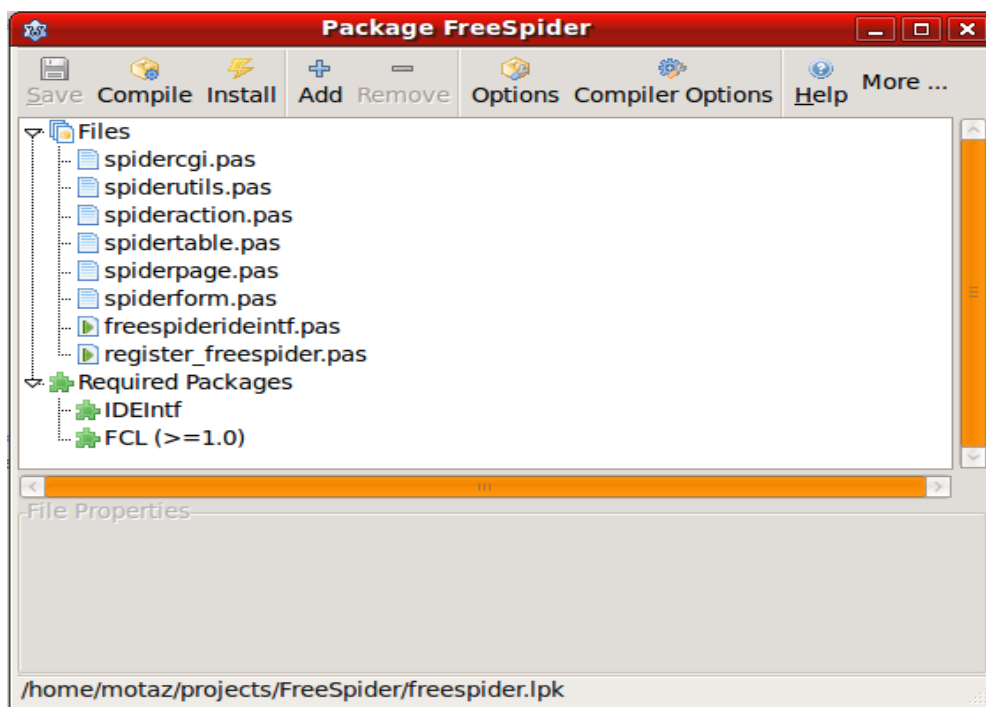 Package FreeSpider
Save Compile Install Add Remove Options Compiler Options Help More ...
Files
spidercgi.pas
spiderutils.pas
spideraction.pas
spidertable.pas
spiderpage.pas
spiderform.pas
freespiderideintf.pas
register_freespider.pas
Required Packages
IDEIntf
FCL (>=1.0)
File Properties
/home/motaz/projects/FreeSpider/freespider.lpk